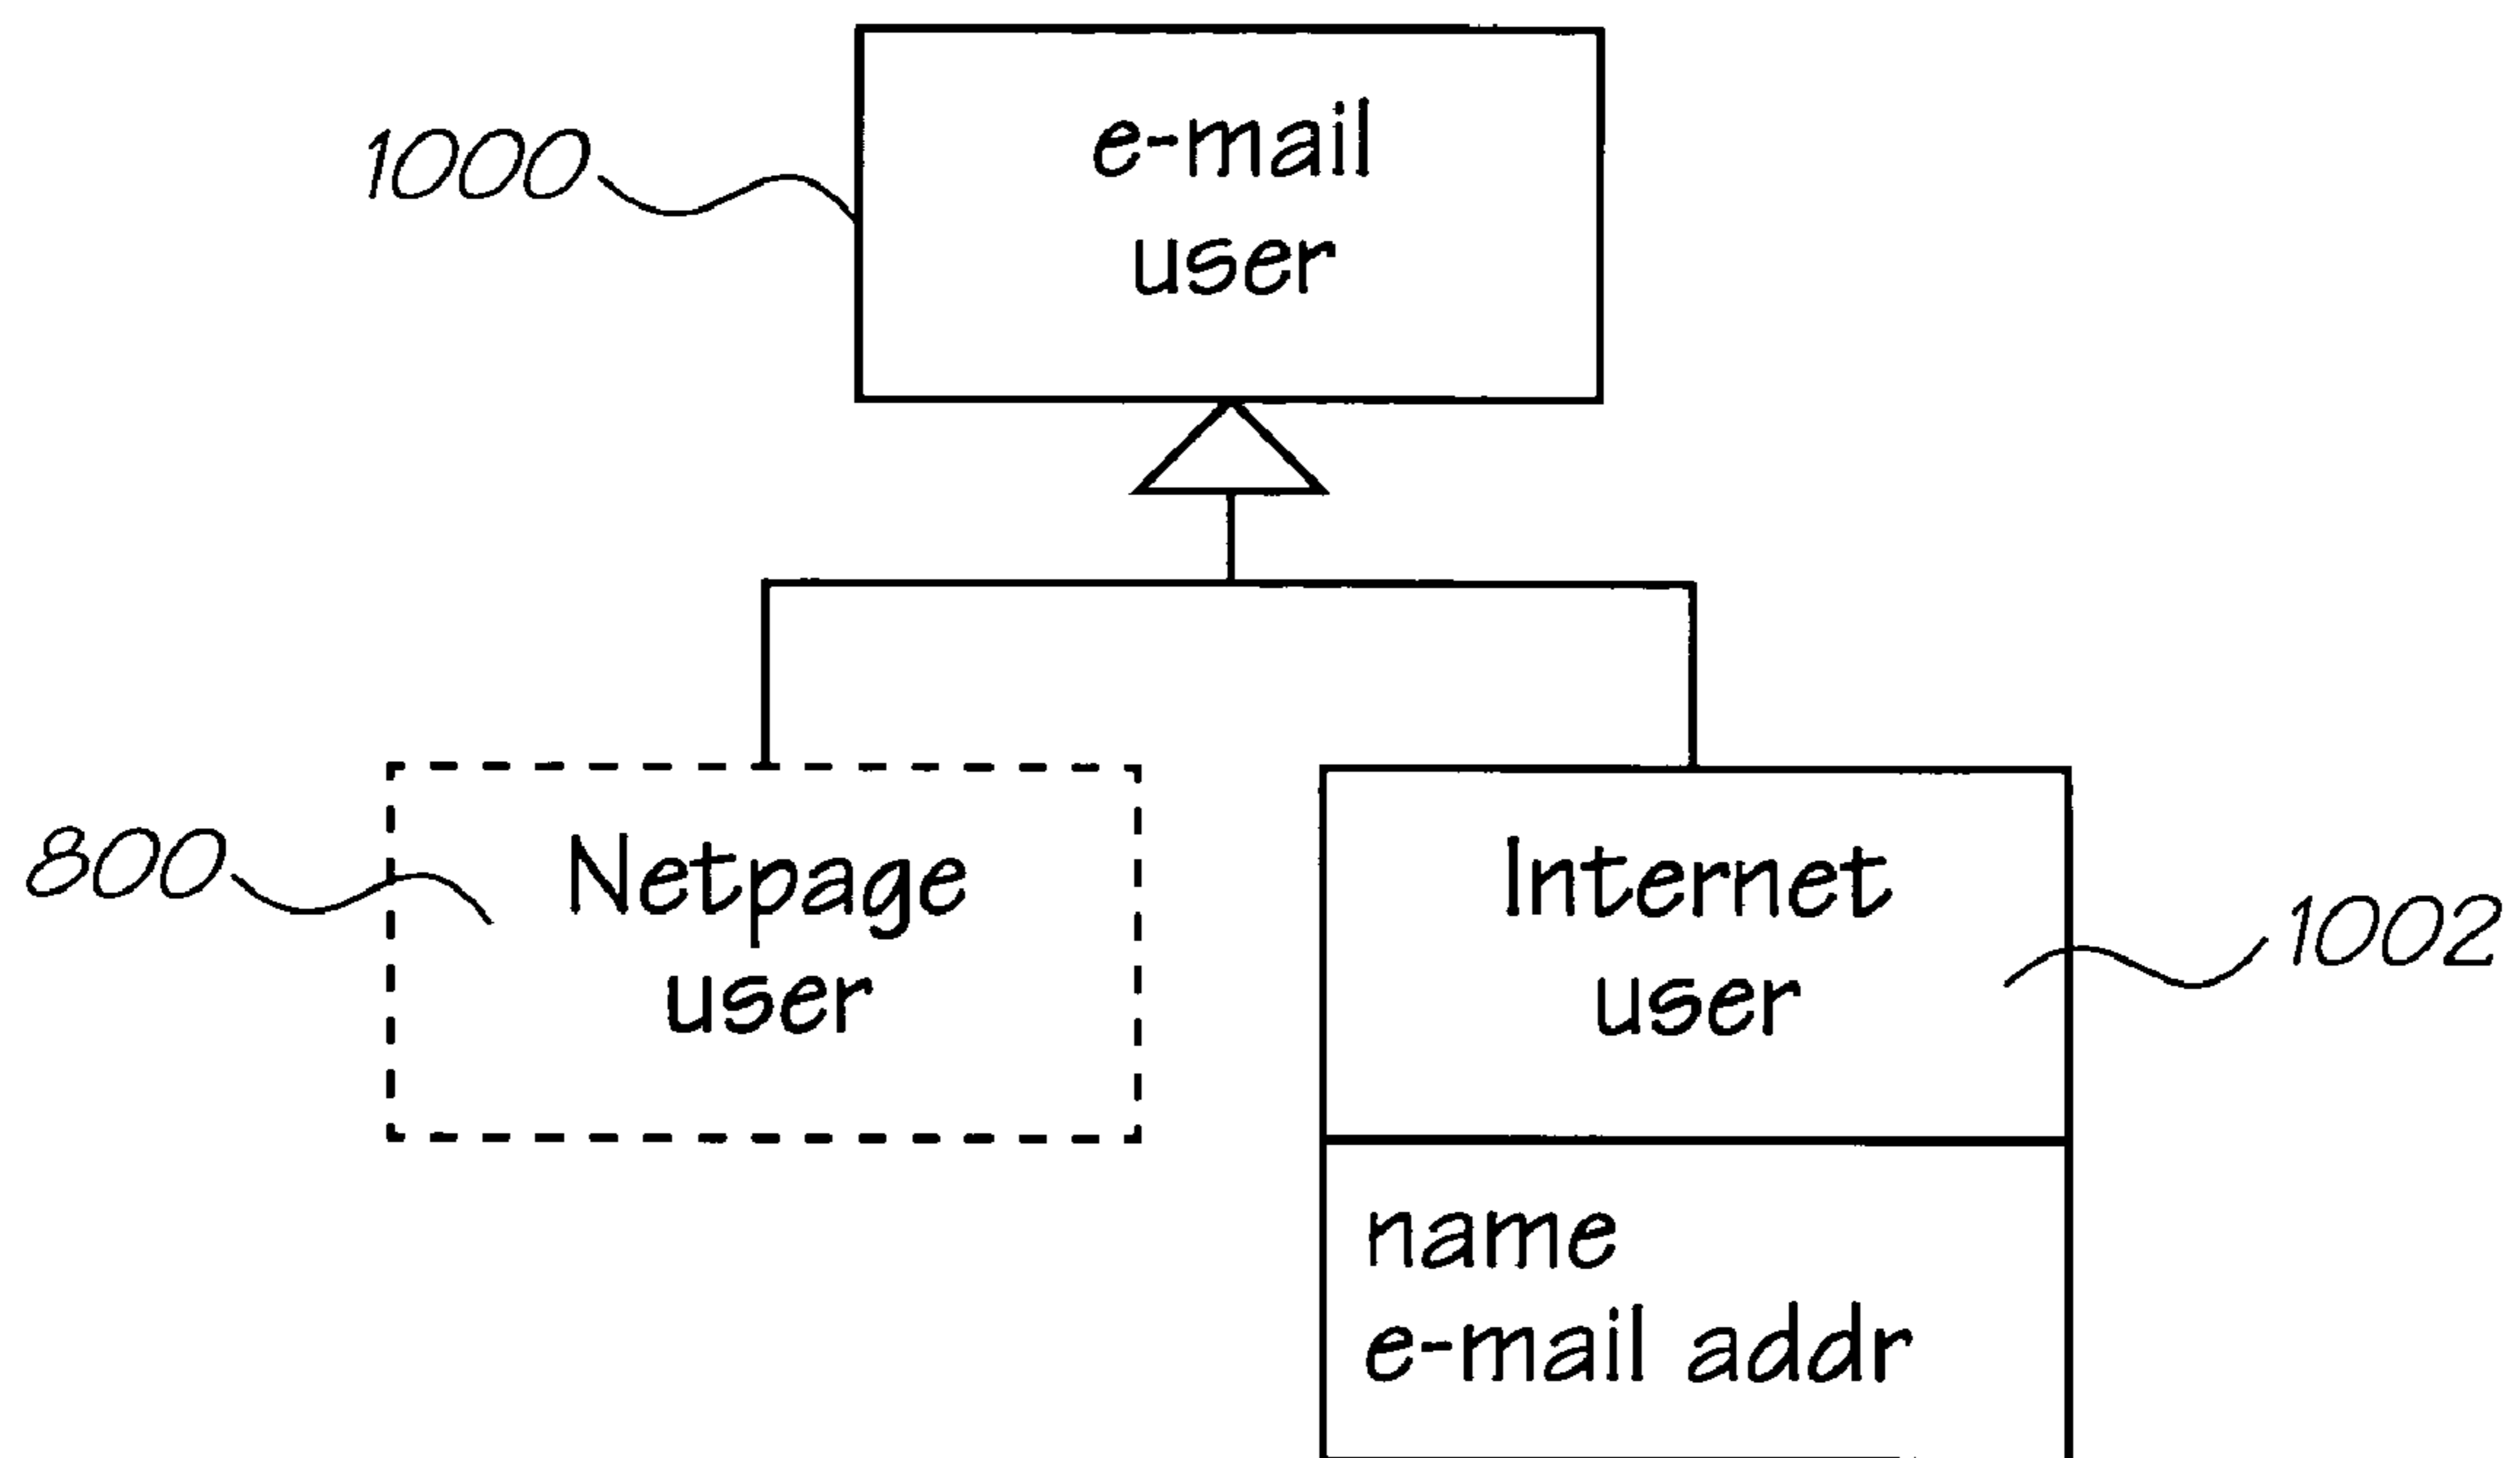 1000
e-mail
user
800
Netpage
user
Internet
user
1002
name
e-mail addr